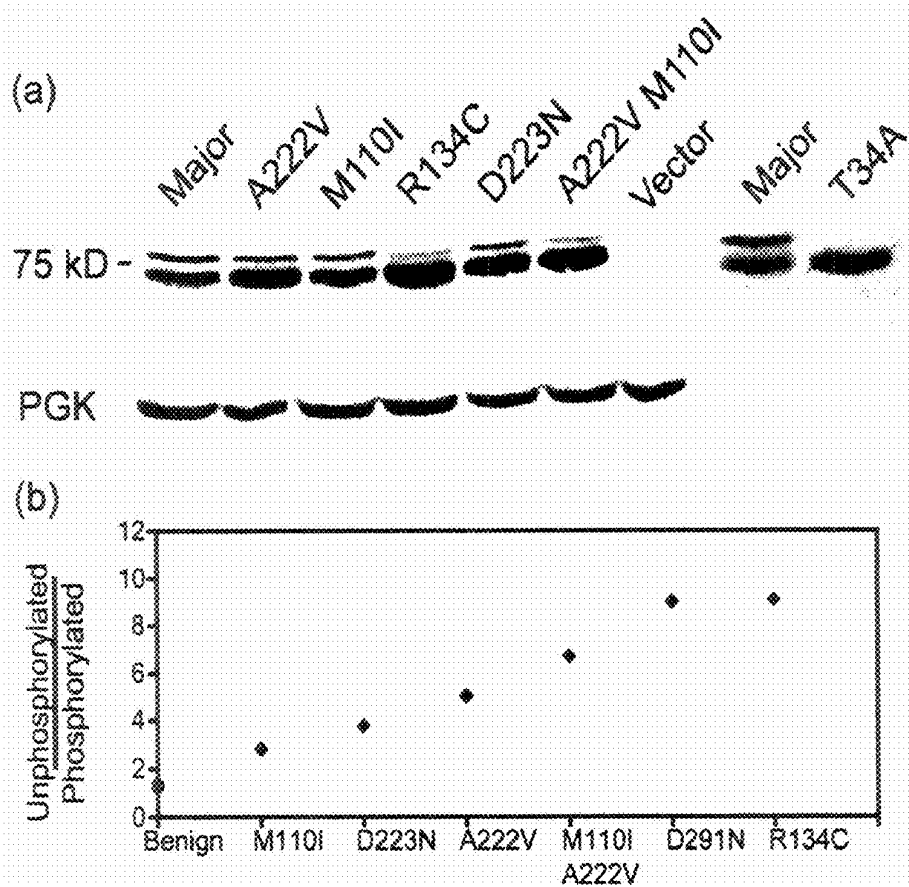 (a)
Major A222V M110I R134C D223N A222V M110I Vector Major T34A
75 kD -
PGK
(b)
Unphosphorylated
Phosphorylated
12
10
8
6
4
2
0
Benign M110I D223N A222V M110I D291N R134C
A222V